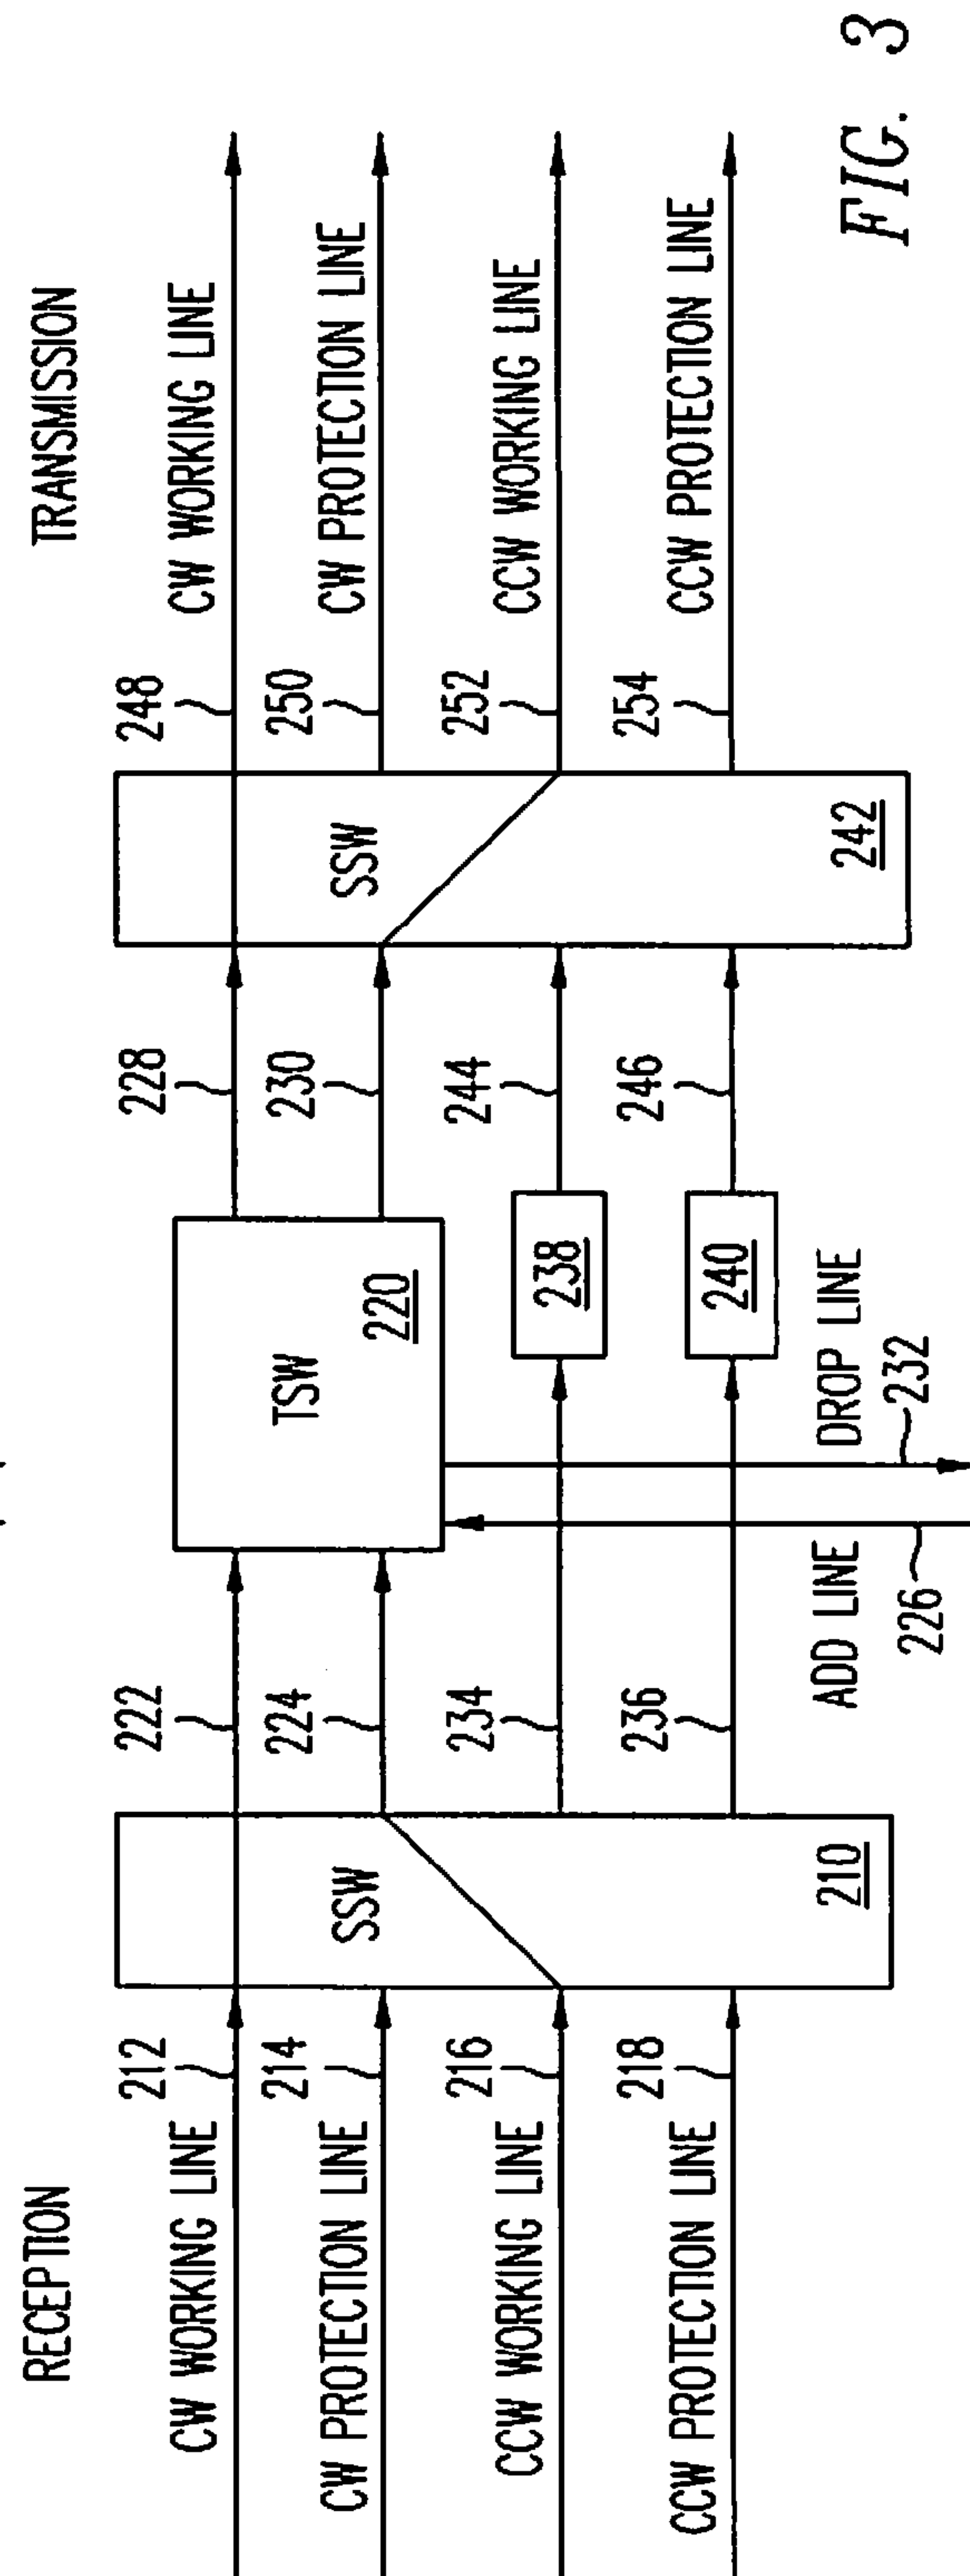 RECEPTION
TRANSMISSION
CW WORKING LINE
212
222
228
248
CW WORKING LINE
CW PROTECTION LINE
214
224
230
250
CW PROTECTION LINE
CCW WORKING LINE
216
234
244
252
CCW WORKING LINE
CCW PROTECTION LINE
218
236
246
254
CCW PROTECTION LINE
SSW
210
TSW
220
238
240
SSW
242
ADD LINE
226
DROP LINE
232
FIG. 3